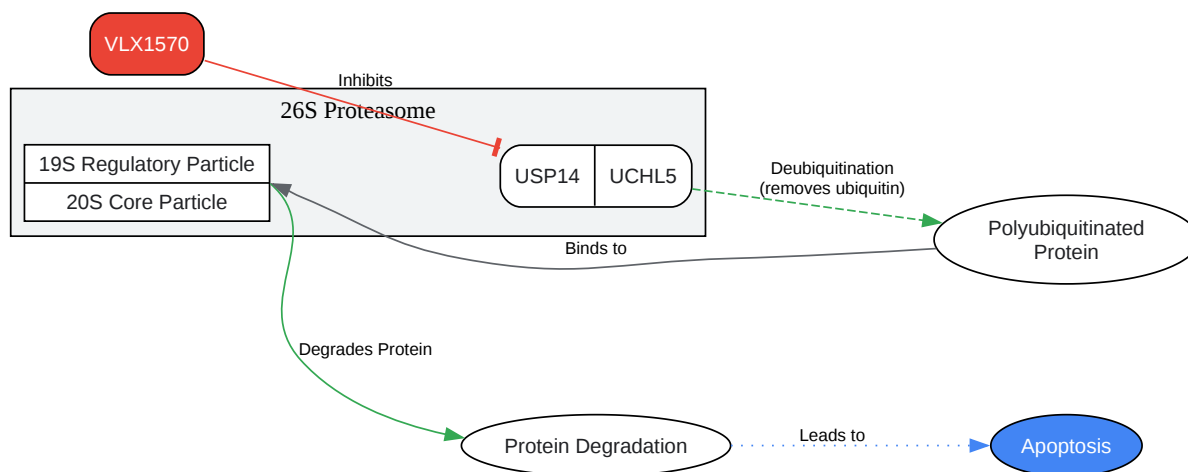 VLX1570
Inhibits
26S Proteasome
19S Regulatory Particle
20S Core Particle
USP14
UCHL5
Deubiquitination
(removes ubiquitin)
Polyubiquitinated
Protein
Binds to
Degrades Protein
Protein Degradation
Leads to
Apoptosis